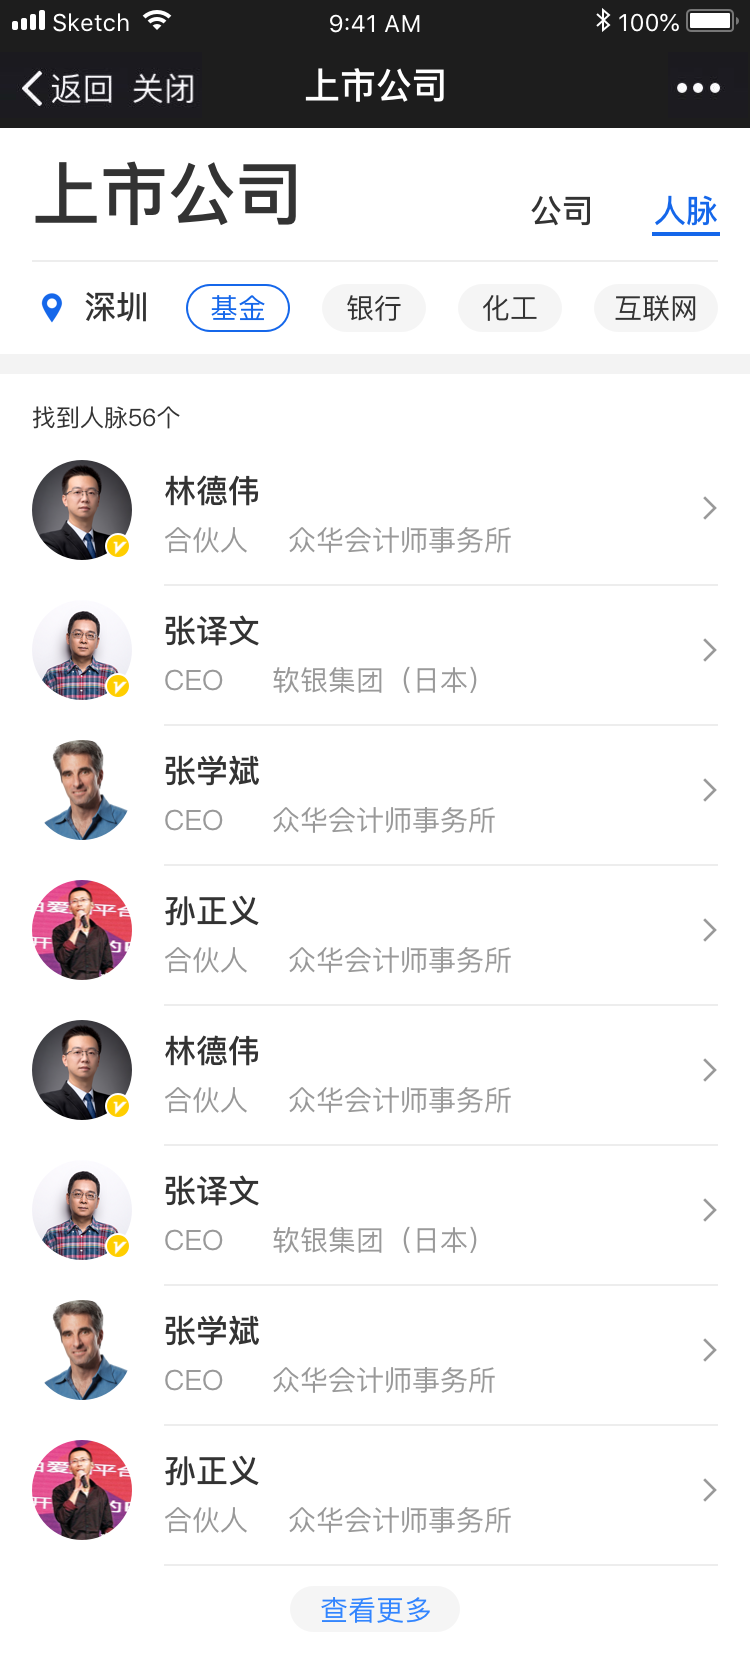 Sketch 9:41 AM 100%
返回 关闭 上市公司
上市公司 公司 人脉
深圳 基金 银行 化工 互联网
找到人脉56个
林德伟
合伙人 众华会计师事务所
张译文
CEO 软银集团（日本）
张学斌
CEO 众华会计师事务所
孙正义
合伙人 众华会计师事务所
林德伟
合伙人 众华会计师事务所
张译文
CEO 软银集团（日本）
张学斌
CEO 众华会计师事务所
孙正义
合伙人 众华会计师事务所
查看更多